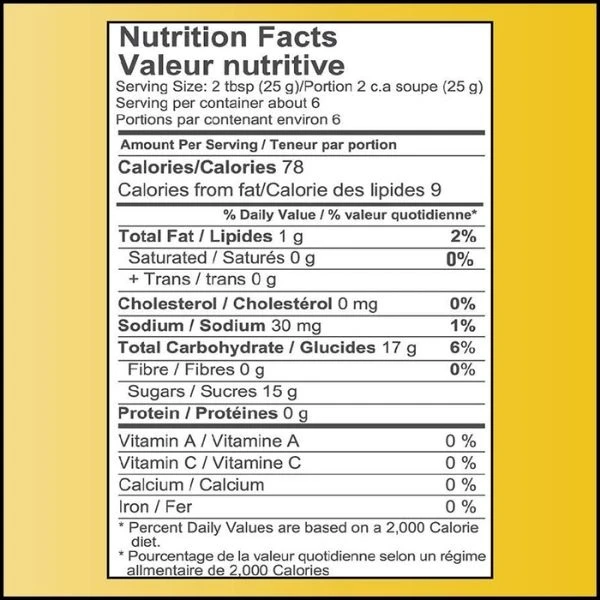 Nutrition Facts
Valeur nutritive
Serving Size: 2 tbsp (25 g)/Portion 2 c.a soupe (25 g)
Serving per container about 6
Portions par contenant environ 6
Amount Per Serving / Teneur par portion
Calories/Calories 78
Calories from fat/Calorie des lipides 9
% Daily Value / % valeur quotidienne*
Total Fat / Lipides 1 g 2%
Saturated / Saturés 0 g 0%
+ Trans / trans 0 g
Cholesterol / Cholestérol 0 mg 0%
Sodium / Sodium 30 mg 1%
Total Carbohydrate / Glucides 17 g 6%
Fibre / Fibres 0 g 0%
Sugars / Sucres 15 g
Protein / Protéines 0 g
Vitamin A / Vitamine A 0 %
Vitamin C / Vitamine C 0 %
Calcium / Calcium 0 %
Iron / Fer 0 %
* Percent Daily Values are based on a 2,000 Calorie
diet.
* Pourcentage de la valeur quotidienne selon un régime
allmentaire de 2,000 Calories